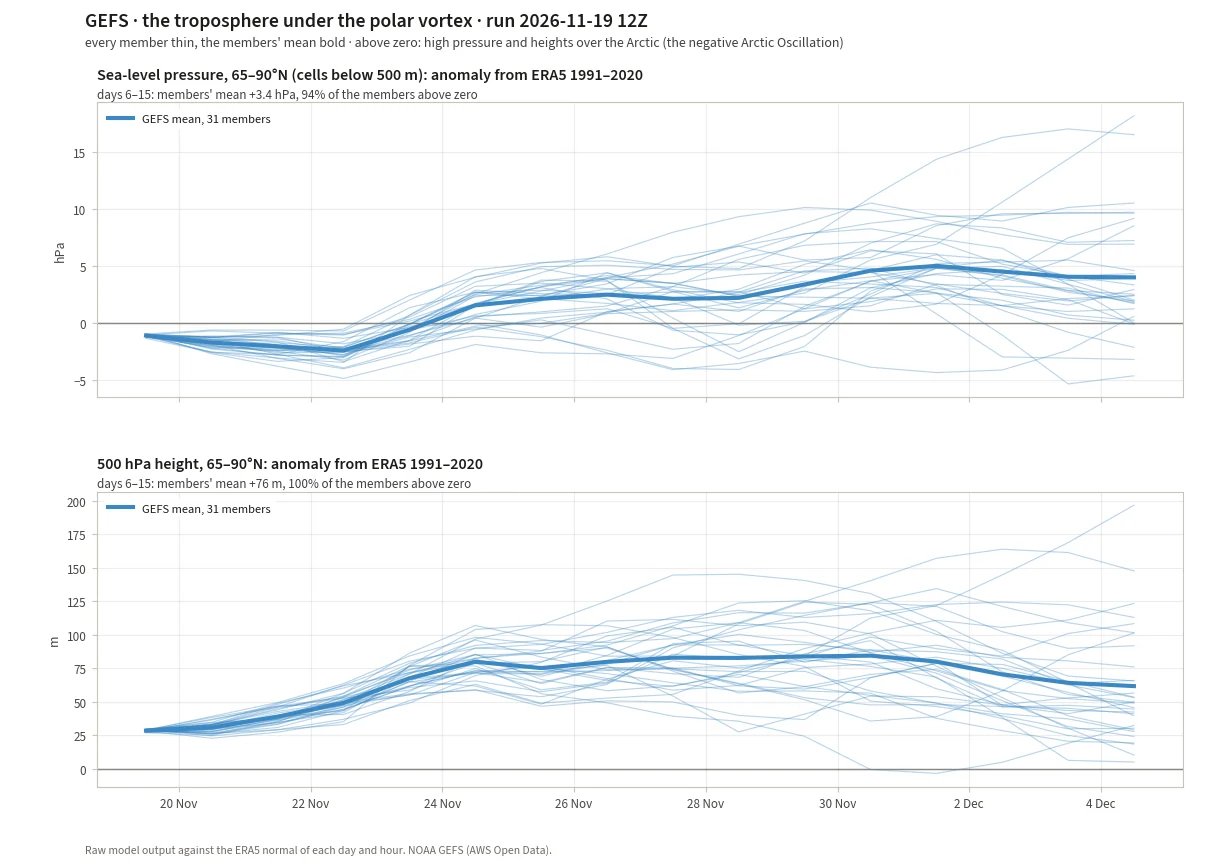 GEFS · the troposphere under the polar vortex · run 2026-11-19 12Z
every member thin, the members' mean bold · above zero: high pressure and heights over the Arctic (the negative Arctic Oscillation)
Sea-level pressure, 65–90°N (cells below 500 m): anomaly from ERA5 1991–2020
days 6–15: members' mean +3.4 hPa, 94% of the members above zero
GEFS mean, 31 members
15
10
5
0
−5
hPa
500 hPa height, 65–90°N: anomaly from ERA5 1991–2020
days 6–15: members' mean +76 m, 100% of the members above zero
GEFS mean, 31 members
200
175
150
125
100
75
50
25
0
m
20 Nov 22 Nov 24 Nov 26 Nov 28 Nov 30 Nov 2 Dec 4 Dec
Raw model output against the ERA5 normal of each day and hour. NOAA GEFS (AWS Open Data).